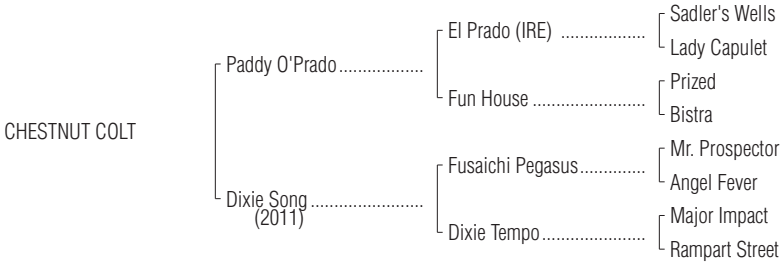 Sadler's Wells
El Prado (IRE) ..................
Lady Capulet
Paddy O'Prado..................
Prized
Fun House ........................
Bistra
CHESTNUT COLT
Mr. Prospector
Fusaichi Pegasus..............
Angel Fever
Dixie Song ........................
(2011)
Major Impact
Dixie Tempo......................
Rampart Street